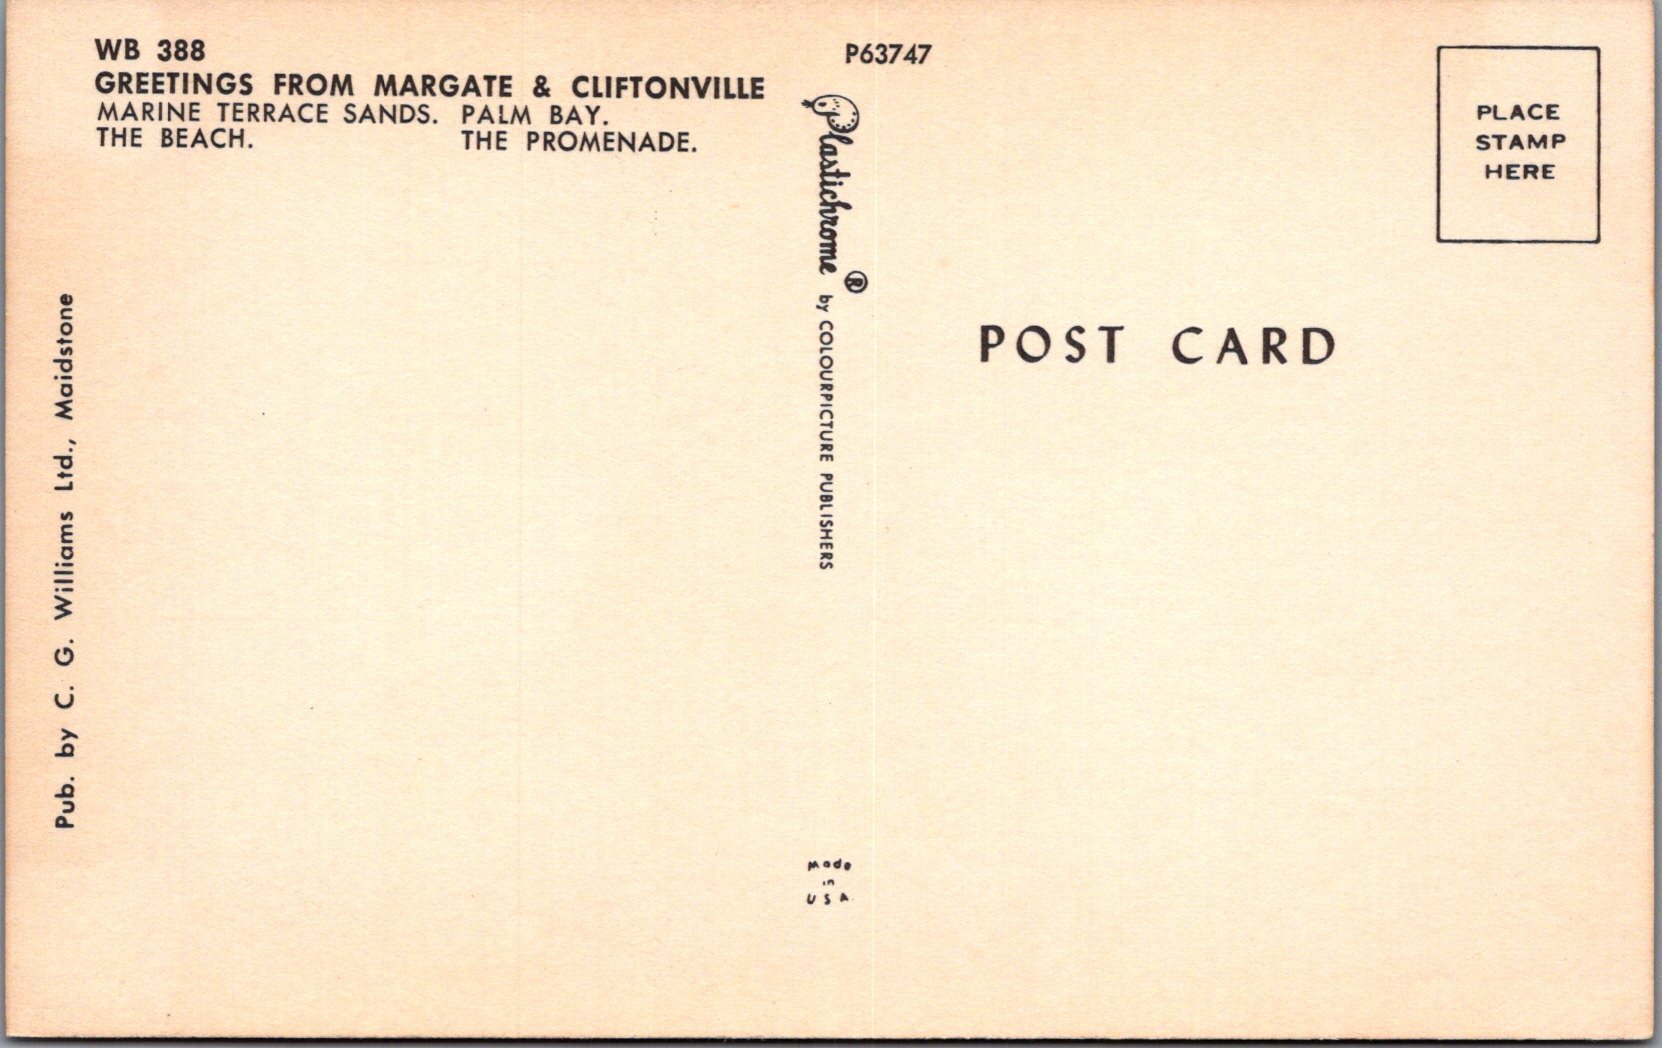 WB 388
GREETINGS FROM MARGATE & CLIFTONVILLE
MARINE TERRACE SANDS. PALM BAY.
THE BEACH. THE PROMENADE.
Pub. by C. G. Williams Ltd., Maidstone
P63747
Plastichrome ® by COLOURPICTURE PUBLISHERS
Made
in
USA
PLACE
STAMP
HERE
POST CARD